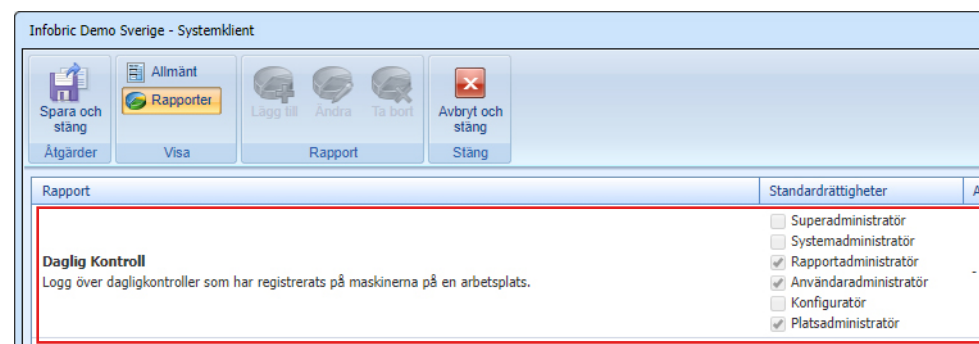 Infobric Demo Sverige - Systemklient
Spara och
stäng
Åtgärder
Allmänt
Rapporter
Visa
Lägg till
Ändra
Ta bort
Rapport
Avbryt och
stäng
Stäng
Rapport
Standardrättigheter
A
Daglig Kontroll
Logg över dagligkontroller som har registrerats på maskinerna på en arbetsplats.
Superadministratör
Systemadministratör
Rapportadministratör
Användaradministratör
Konfiguratör
Platsadministratör
-